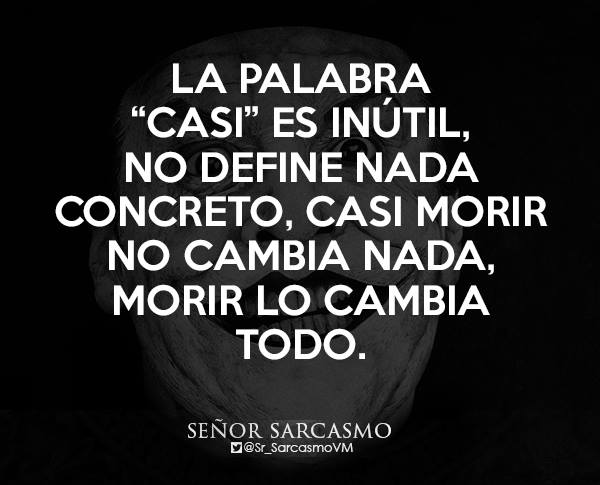 LA PALABRA
“CASI” ES INÚTIL,
NO DEFINE NADA
CONCRETO, CASI MORIR
NO CAMBIA NADA,
MORIR LO CAMBIA
TODO.
SEÑOR SARCASMO
@Sr_SarcasmoVM